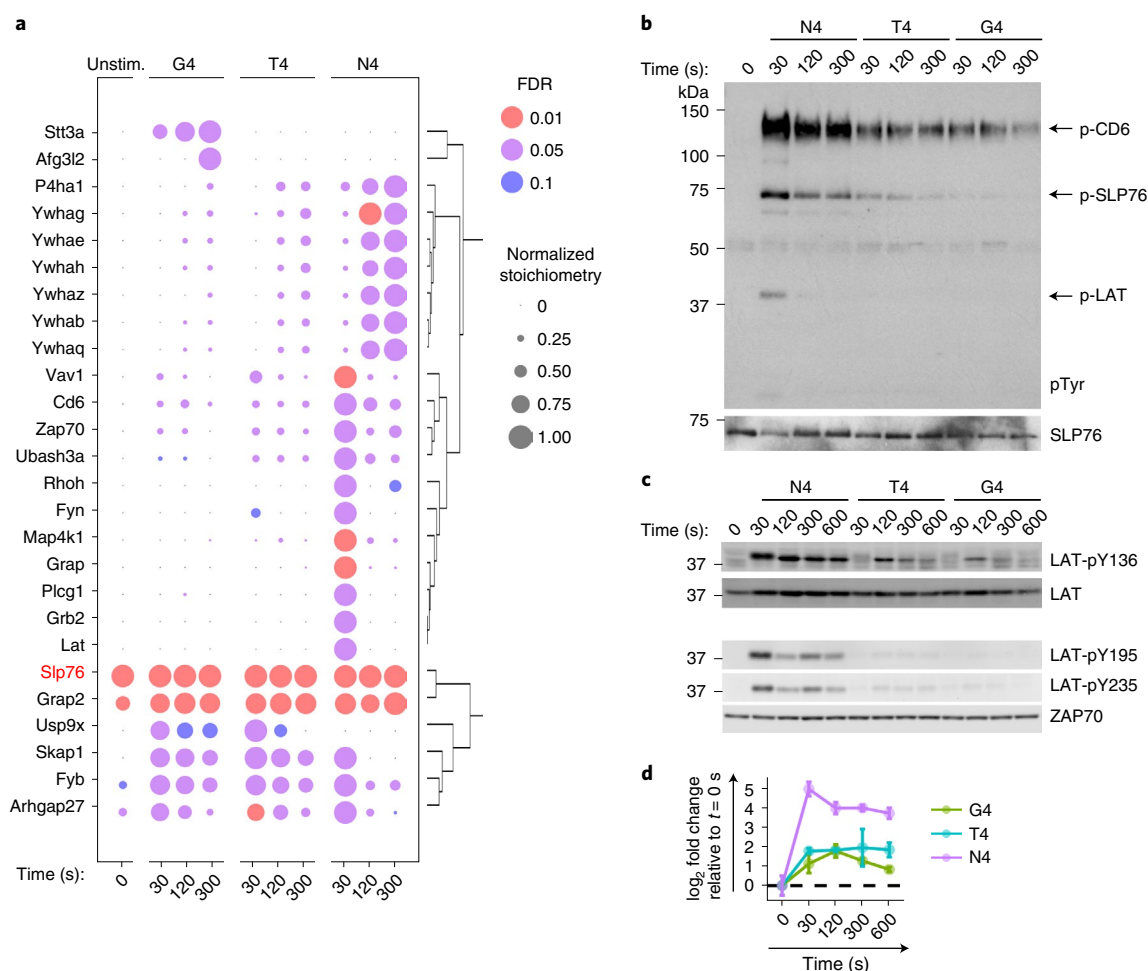 a
Unstim. G4 T4 N4
Stt3a
Afg3l2
P4ha1
Ywhag
Ywhae
Ywhah
Ywhaz
Ywhab
Ywhaq
Vav1
Cd6
Zap70
Ubash3a
Rhoh
Fyn
Map4k1
Grap
Plcg1
Grb2
Lat
Slp76
Grap2
Usp9x
Skap1
Fyb
Arhgap27
Time (s): 0 30 120 300 30 120 300 30 120 300
FDR
0.01
0.05
0.1
Normalized
stoichiometry
0
0.25
0.50
0.75
1.00
b
N4 T4 G4
Time (s): 0 30 120 300 30 120 300 30 120 300
kDa
150
100
75
50
37
p-CD6
p-SLP76
p-LAT
pTyr
75
SLP76
c
N4 T4 G4
Time (s): 0 30 120 300 600 30 120 300 600 30 120 300 600
37 LAT-pY136
37 LAT
37 LAT-pY195
37 LAT-pY235
ZAP70
d
log2 fold change
relative to t = 0 s
5
4
3
2
1
0
0 30 120 300 600
Time (s)
G4
T4
N4